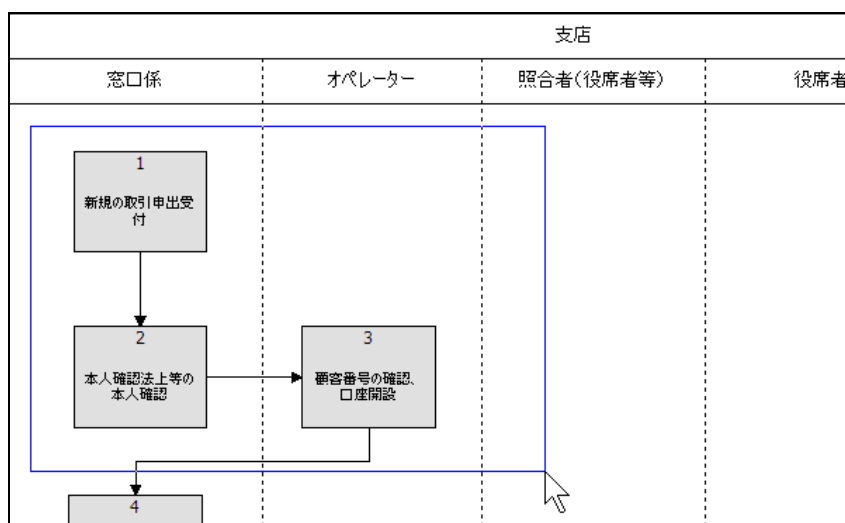 支店
窓口係
オペレーター
照合者(役席者等)
役席者
1
新規の取引申出受
付
2
本人確認法上等の
本人確認
3
顧客番号の確認、
口座開設
4